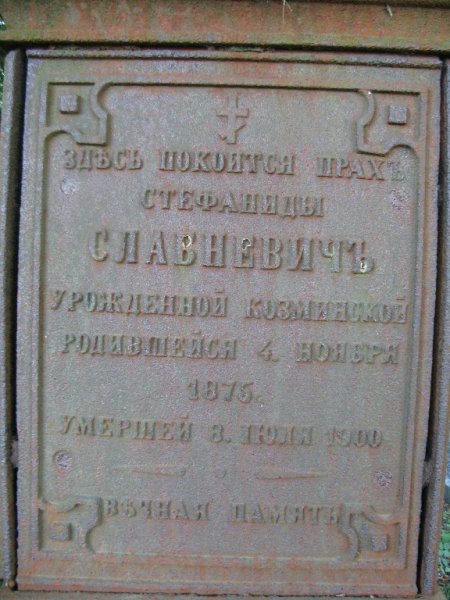 ЗДѢСЬ ПОКОИТСЯ ПРАХЪ
СТЕФАНИДЫ
СЛАВНЕВИЧЪ
УРОЖДЕННОЙ КОЗМИНСКОЙ
РОДИВШЕЙСЯ 4. НОЯБРЯ
1875.
УМЕРШЕЙ 8. ІЮЛЯ 1900
ВѢЧНАЯ ПАМЯТЬ